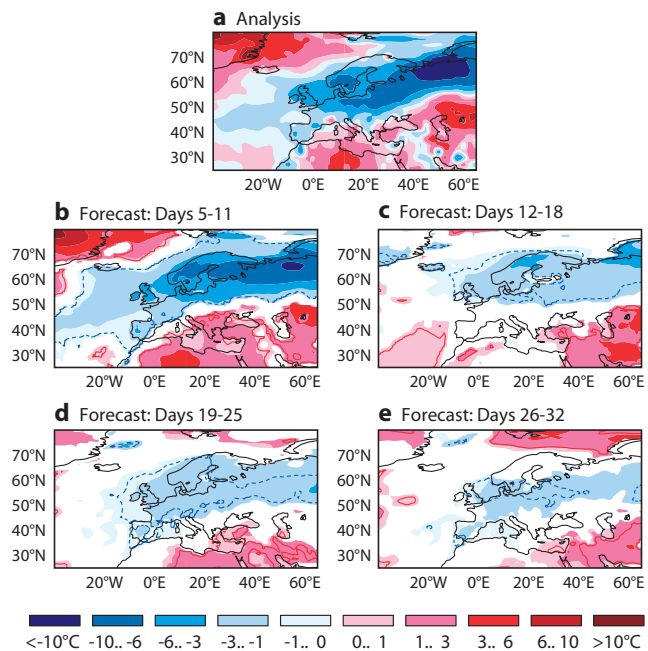 a Analysis
70°N
60°N
50°N
40°N
30°N
20°W 0°E 20°E 40°E 60°E
b Forecast: Days 5-11
c Forecast: Days 12-18
70°N 70°N
60°N 60°N
50°N 50°N
40°N 40°N
30°N 30°N
20°W 0°E 20°E 40°E 60°E 20°W 0°E 20°E 40°E 60°E
d Forecast: Days 19-25
e Forecast: Days 26-32
70°N 70°N
60°N 60°N
50°N 50°N
40°N 40°N
30°N 30°N
20°W 0°E 20°E 40°E 60°E 20°W 0°E 20°E 40°E 60°E
<-10°C -10.. -6 -6.. -3 -3.. -1 -1.. 0 0.. 1 1.. 3 3.. 6 6.. 10 >10°C